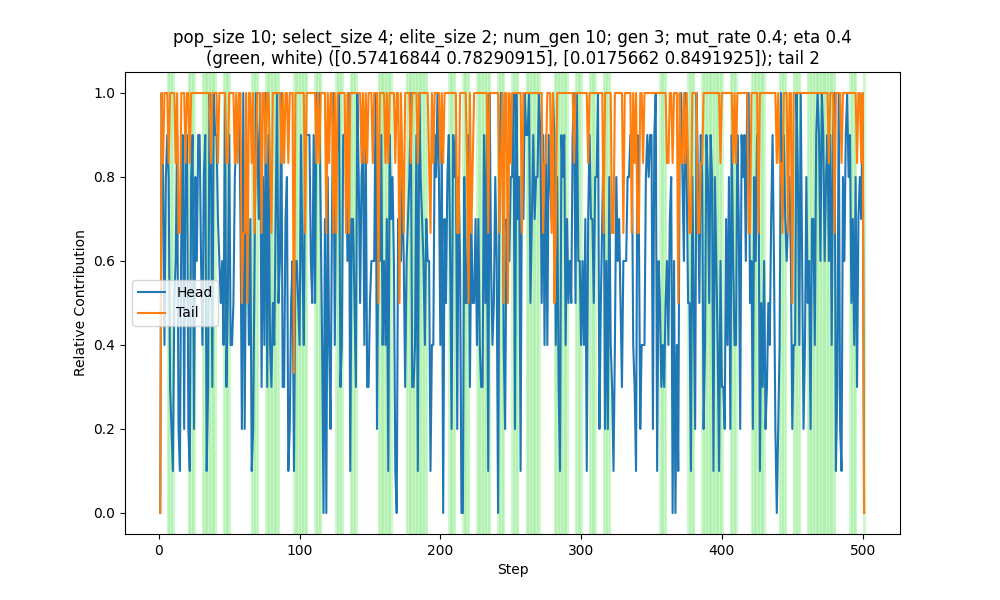 pop_size 10; select_size 4; elite_size 2; num_gen 10; gen 3; mut_rate 0.4; eta 0.4
(green, white) ([0.57416844 0.78290915], [0.0175662 0.8491925]); tail 2
1.0
0.8
0.6
0.4
0.2
0.0
Relative Contribution
Head
Tail
0
100
200
300
400
500
Step